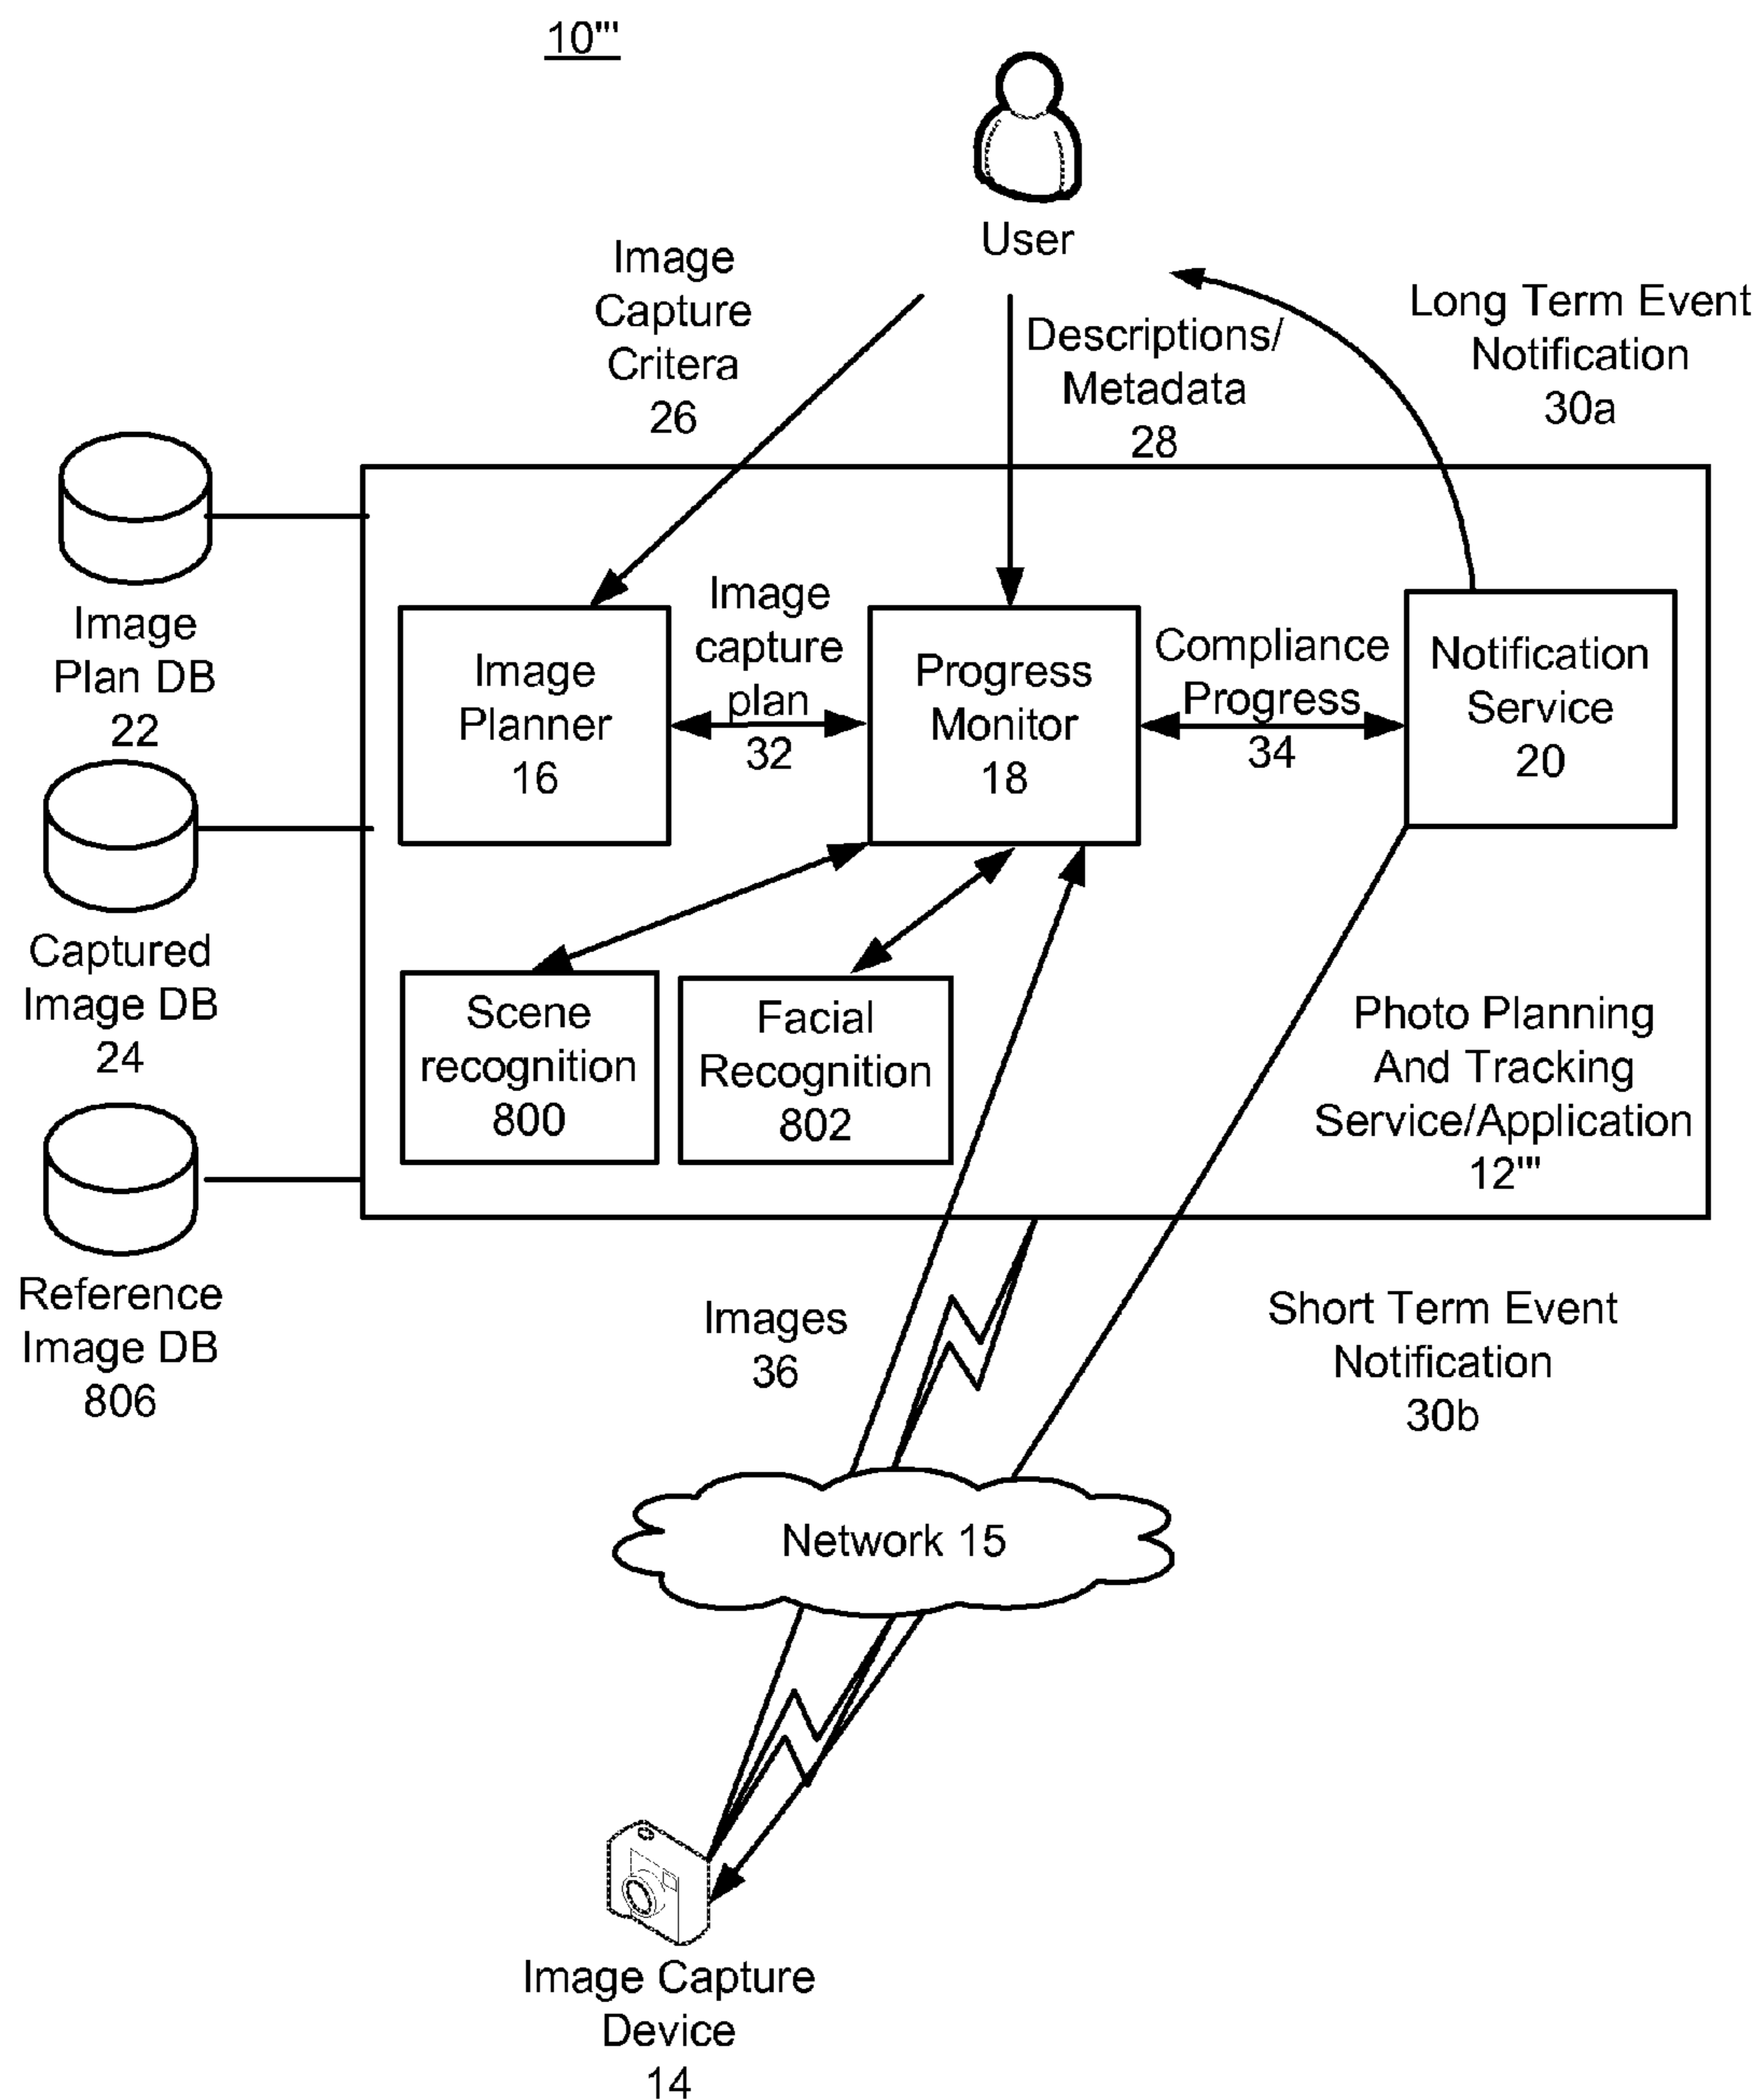 10'''
User
Image
Capture
Critera
26
Descriptions/
Metadata
28
Long Term Event
Notification
30a
Image
Plan DB
22
Captured
Image DB
24
Reference
Image DB
806
Image
Planner
16
Image
capture
plan
32
Progress
Monitor
18
Compliance
Progress
34
Notification
Service
20
Scene
recognition
800
Facial
Recognition
802
Photo Planning
And Tracking
Service/Application
12'''
Images
36
Short Term Event
Notification
30b
Network 15
Image Capture
Device
14